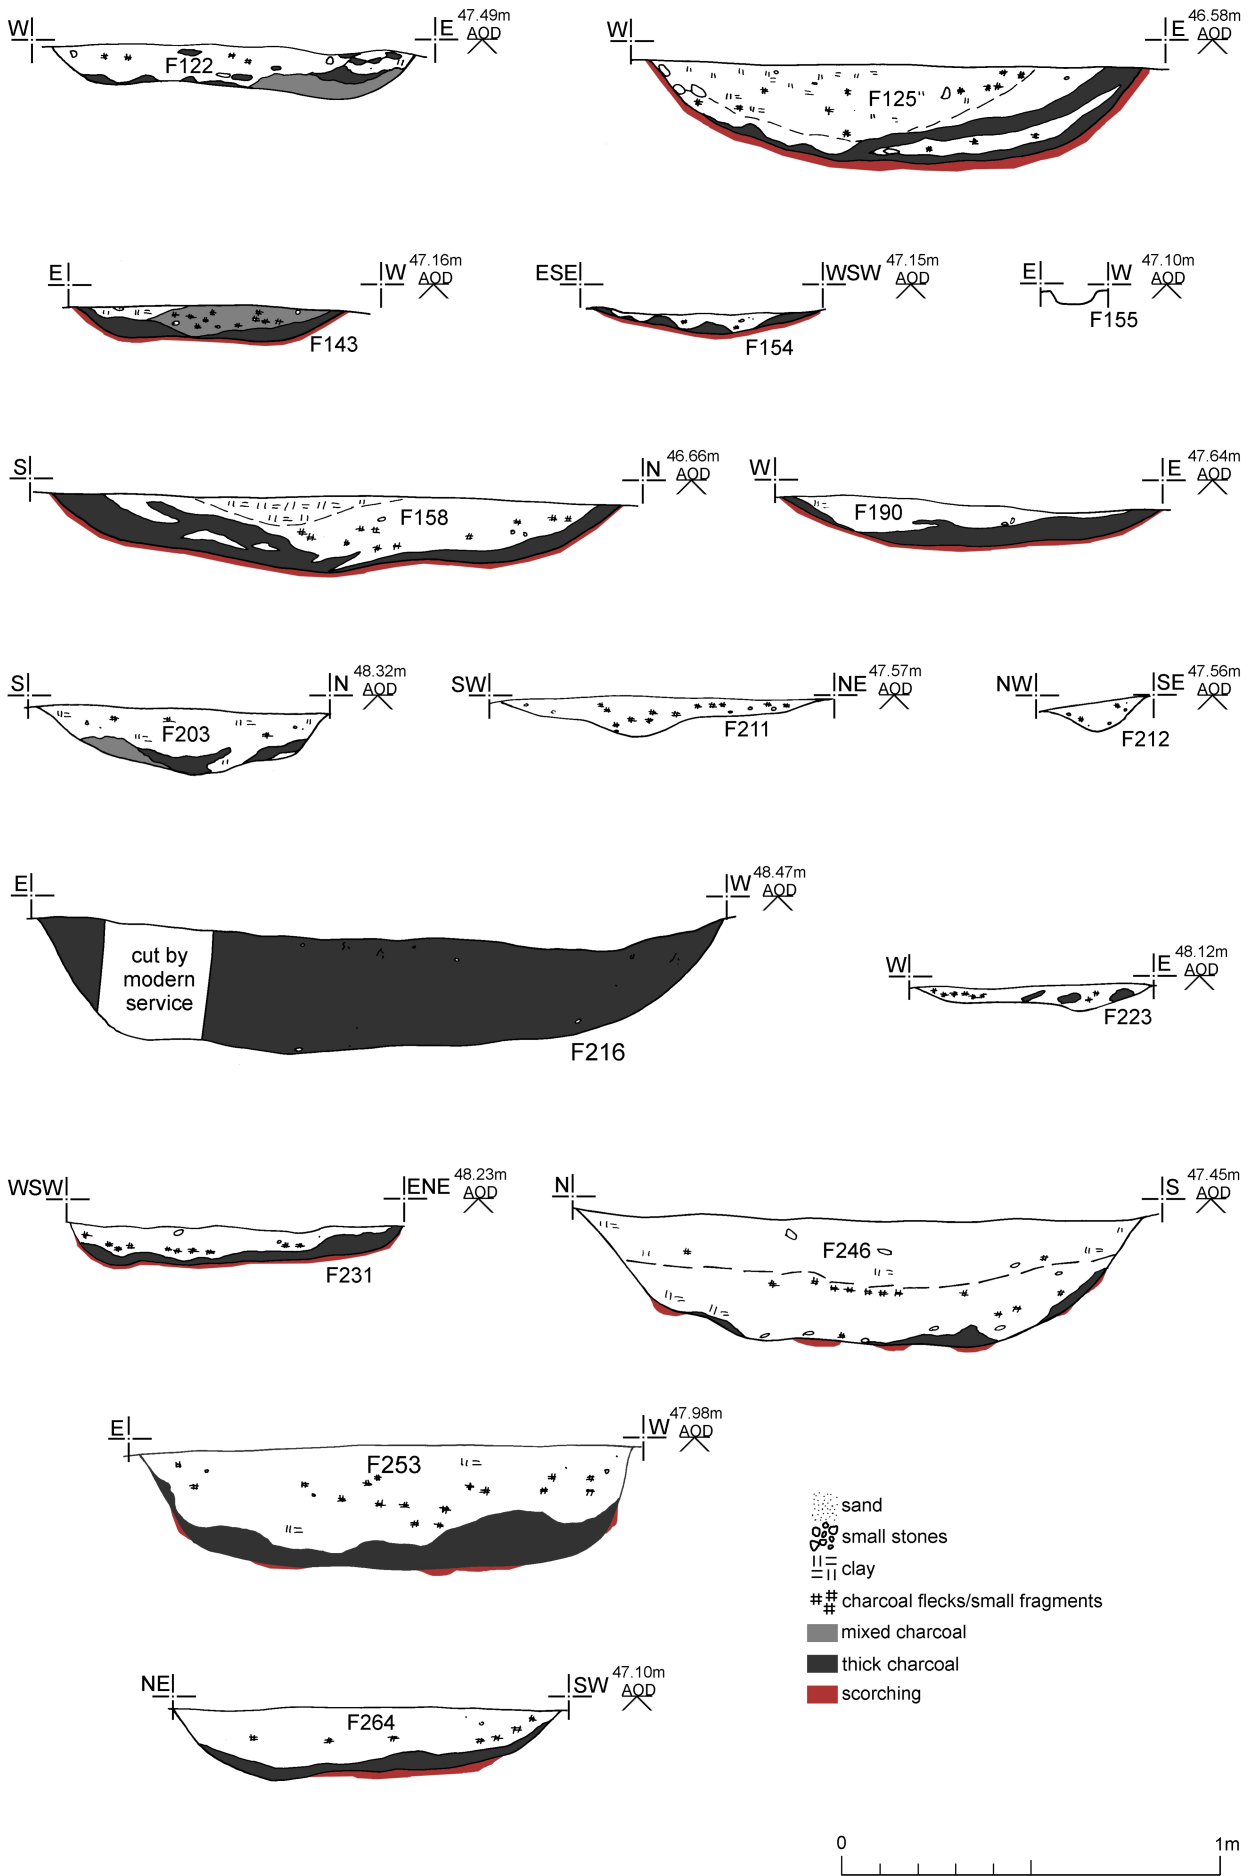 W E 47.49m
AOD
F122
W E 46.58m
AOD
F125
E W 47.16m
AOD
F143
ESE WSW 47.15m
AOD
F154
E W 47.10m
AOD
F155
S N 46.66m
AOD
F158
W E 47.64m
AOD
F190
S N 48.32m
AOD
F203
SW NE 47.57m
AOD
F211
NW SE 47.56m
AOD
F212
E W 48.47m
AOD
cut by
modern
service
F216
W E 48.12m
AOD
F223
WSW ENE 48.23m
AOD
F231
N S 47.45m
AOD
F246
E W 47.98m
AOD
F253
NE SW 47.10m
AOD
F264
sand
small stones
clay
charcoal flecks/small fragments
mixed charcoal
thick charcoal
scorching
0 1m